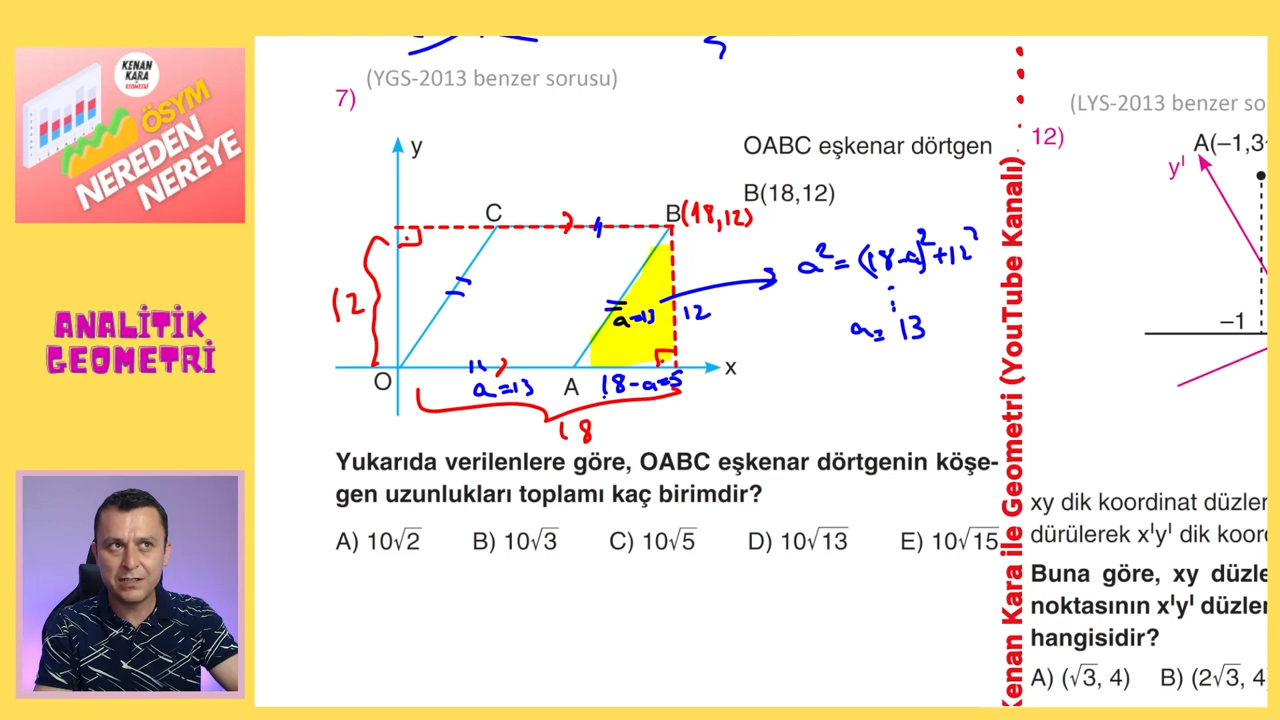 KENAN
KARA
GEOMETRİ
ÖSYM
NEREDEN
NEREYE
ANALİTİK
GEOMETRİ
(YGS-2013 benzer sorusu)
7)
y
OABC eşkenar dörtgen
B(18,12)
C
B(18,12)
12
a² = (18-a)² + 12²
a = 13
a=13
12
O
a=13
A
18-a=5
x
18
Yukarıda verilenlere göre, OABC eşkenar dörtgenin köşe-
gen uzunlukları toplamı kaç birimdir?
A) 10√2 B) 10√3 C) 10√5 D) 10√13 E) 10√15
Kenan Kara ile Geometri (YouTube Kanalı)
(LYS-2013 benzer so
12)
A(–1,3
y'
–1
xy dik koordinat düzler
dürülerek x'y' dik koor
Buna göre, xy düzle
noktasının x'y' düzler
hangisidir?
A) (√3, 4) B) (2√3, 4